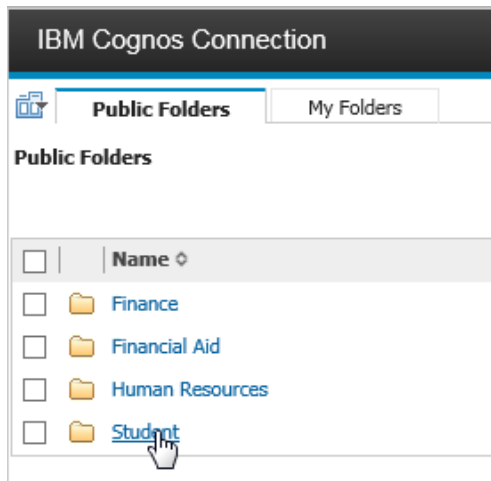 IBM Cognos Connection
Public Folders My Folders
Public Folders
Name
Finance
Financial Aid
Human Resources
Student